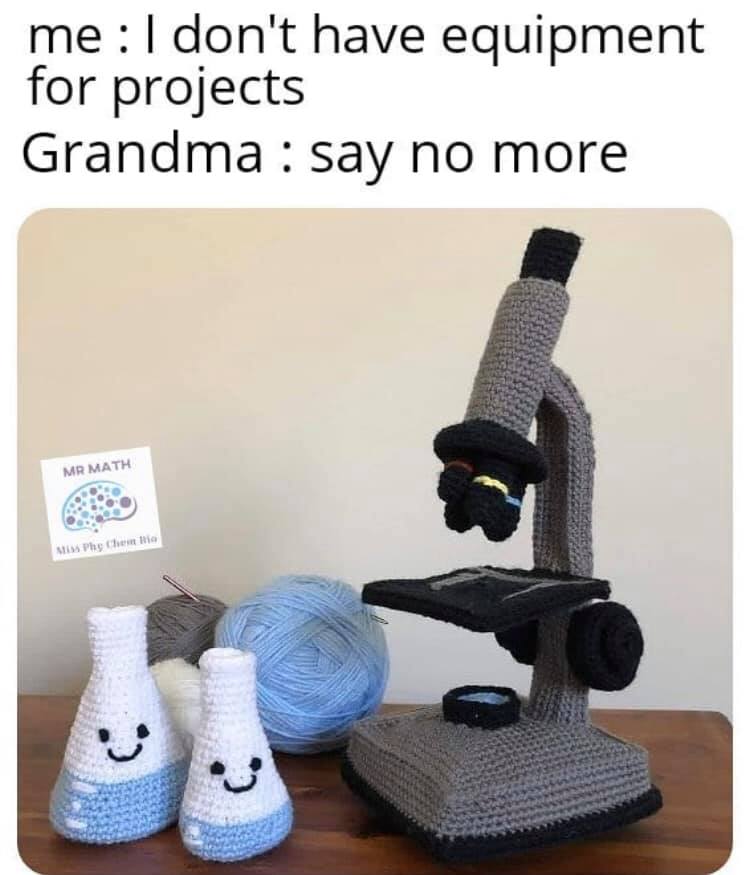 me : I don't have equipment
for projects
Grandma : say no more
MR MATH
Miss Phy Chem Bio